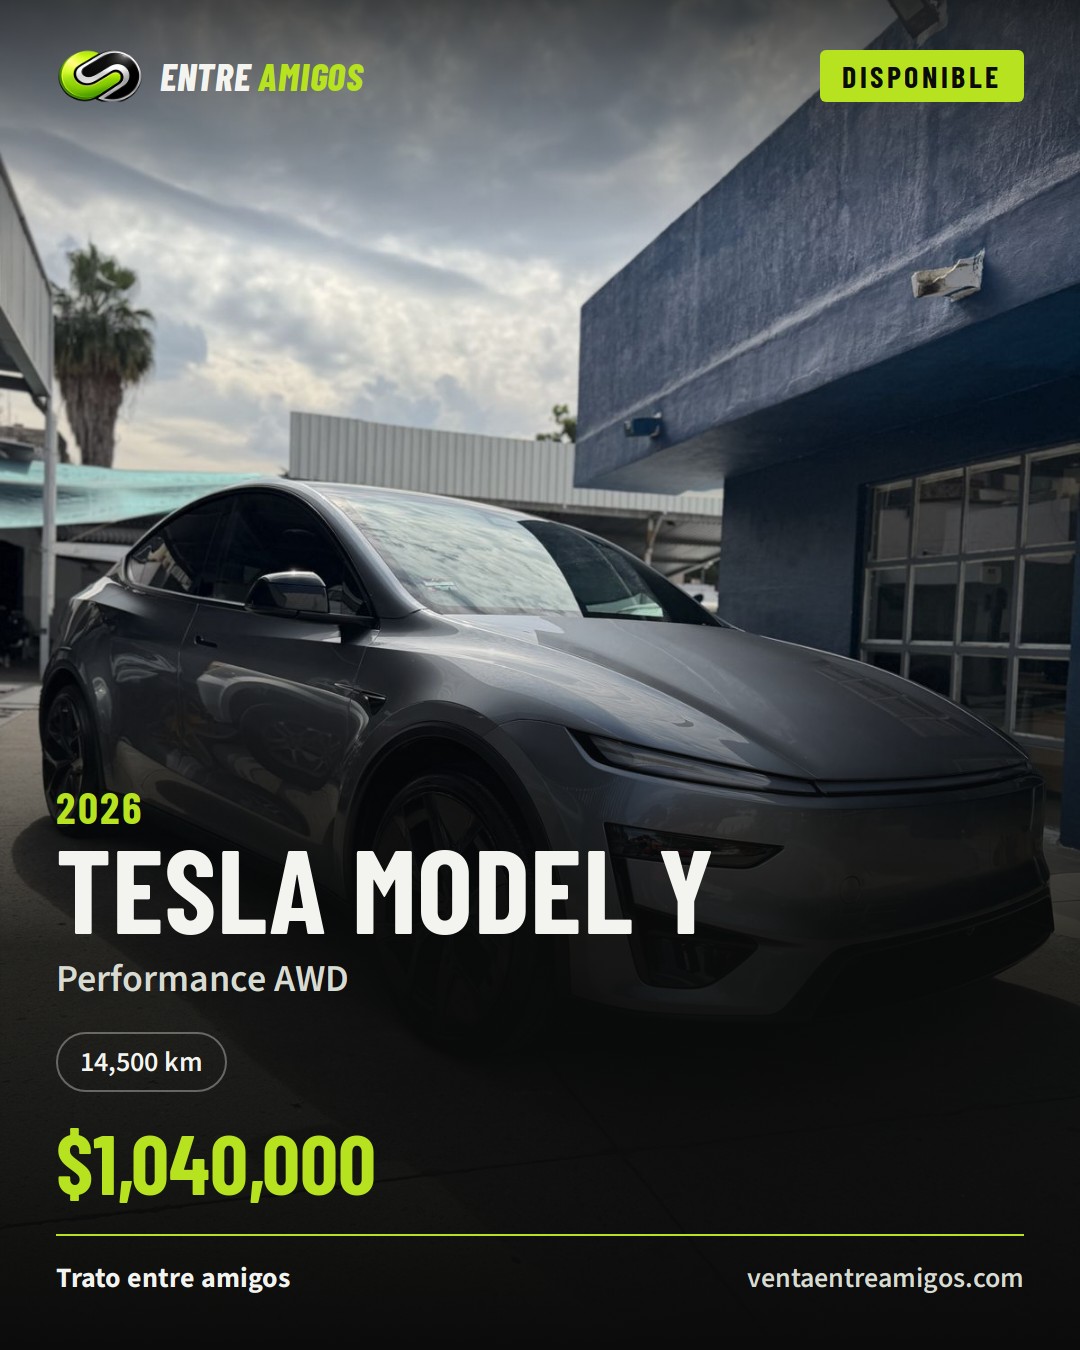 ENTRE AMIGOS
DISPONIBLE
2026
TESLA MODEL Y
Performance AWD
14,500 km
$1,040,000
Trato entre amigos
ventaentreamigos.com